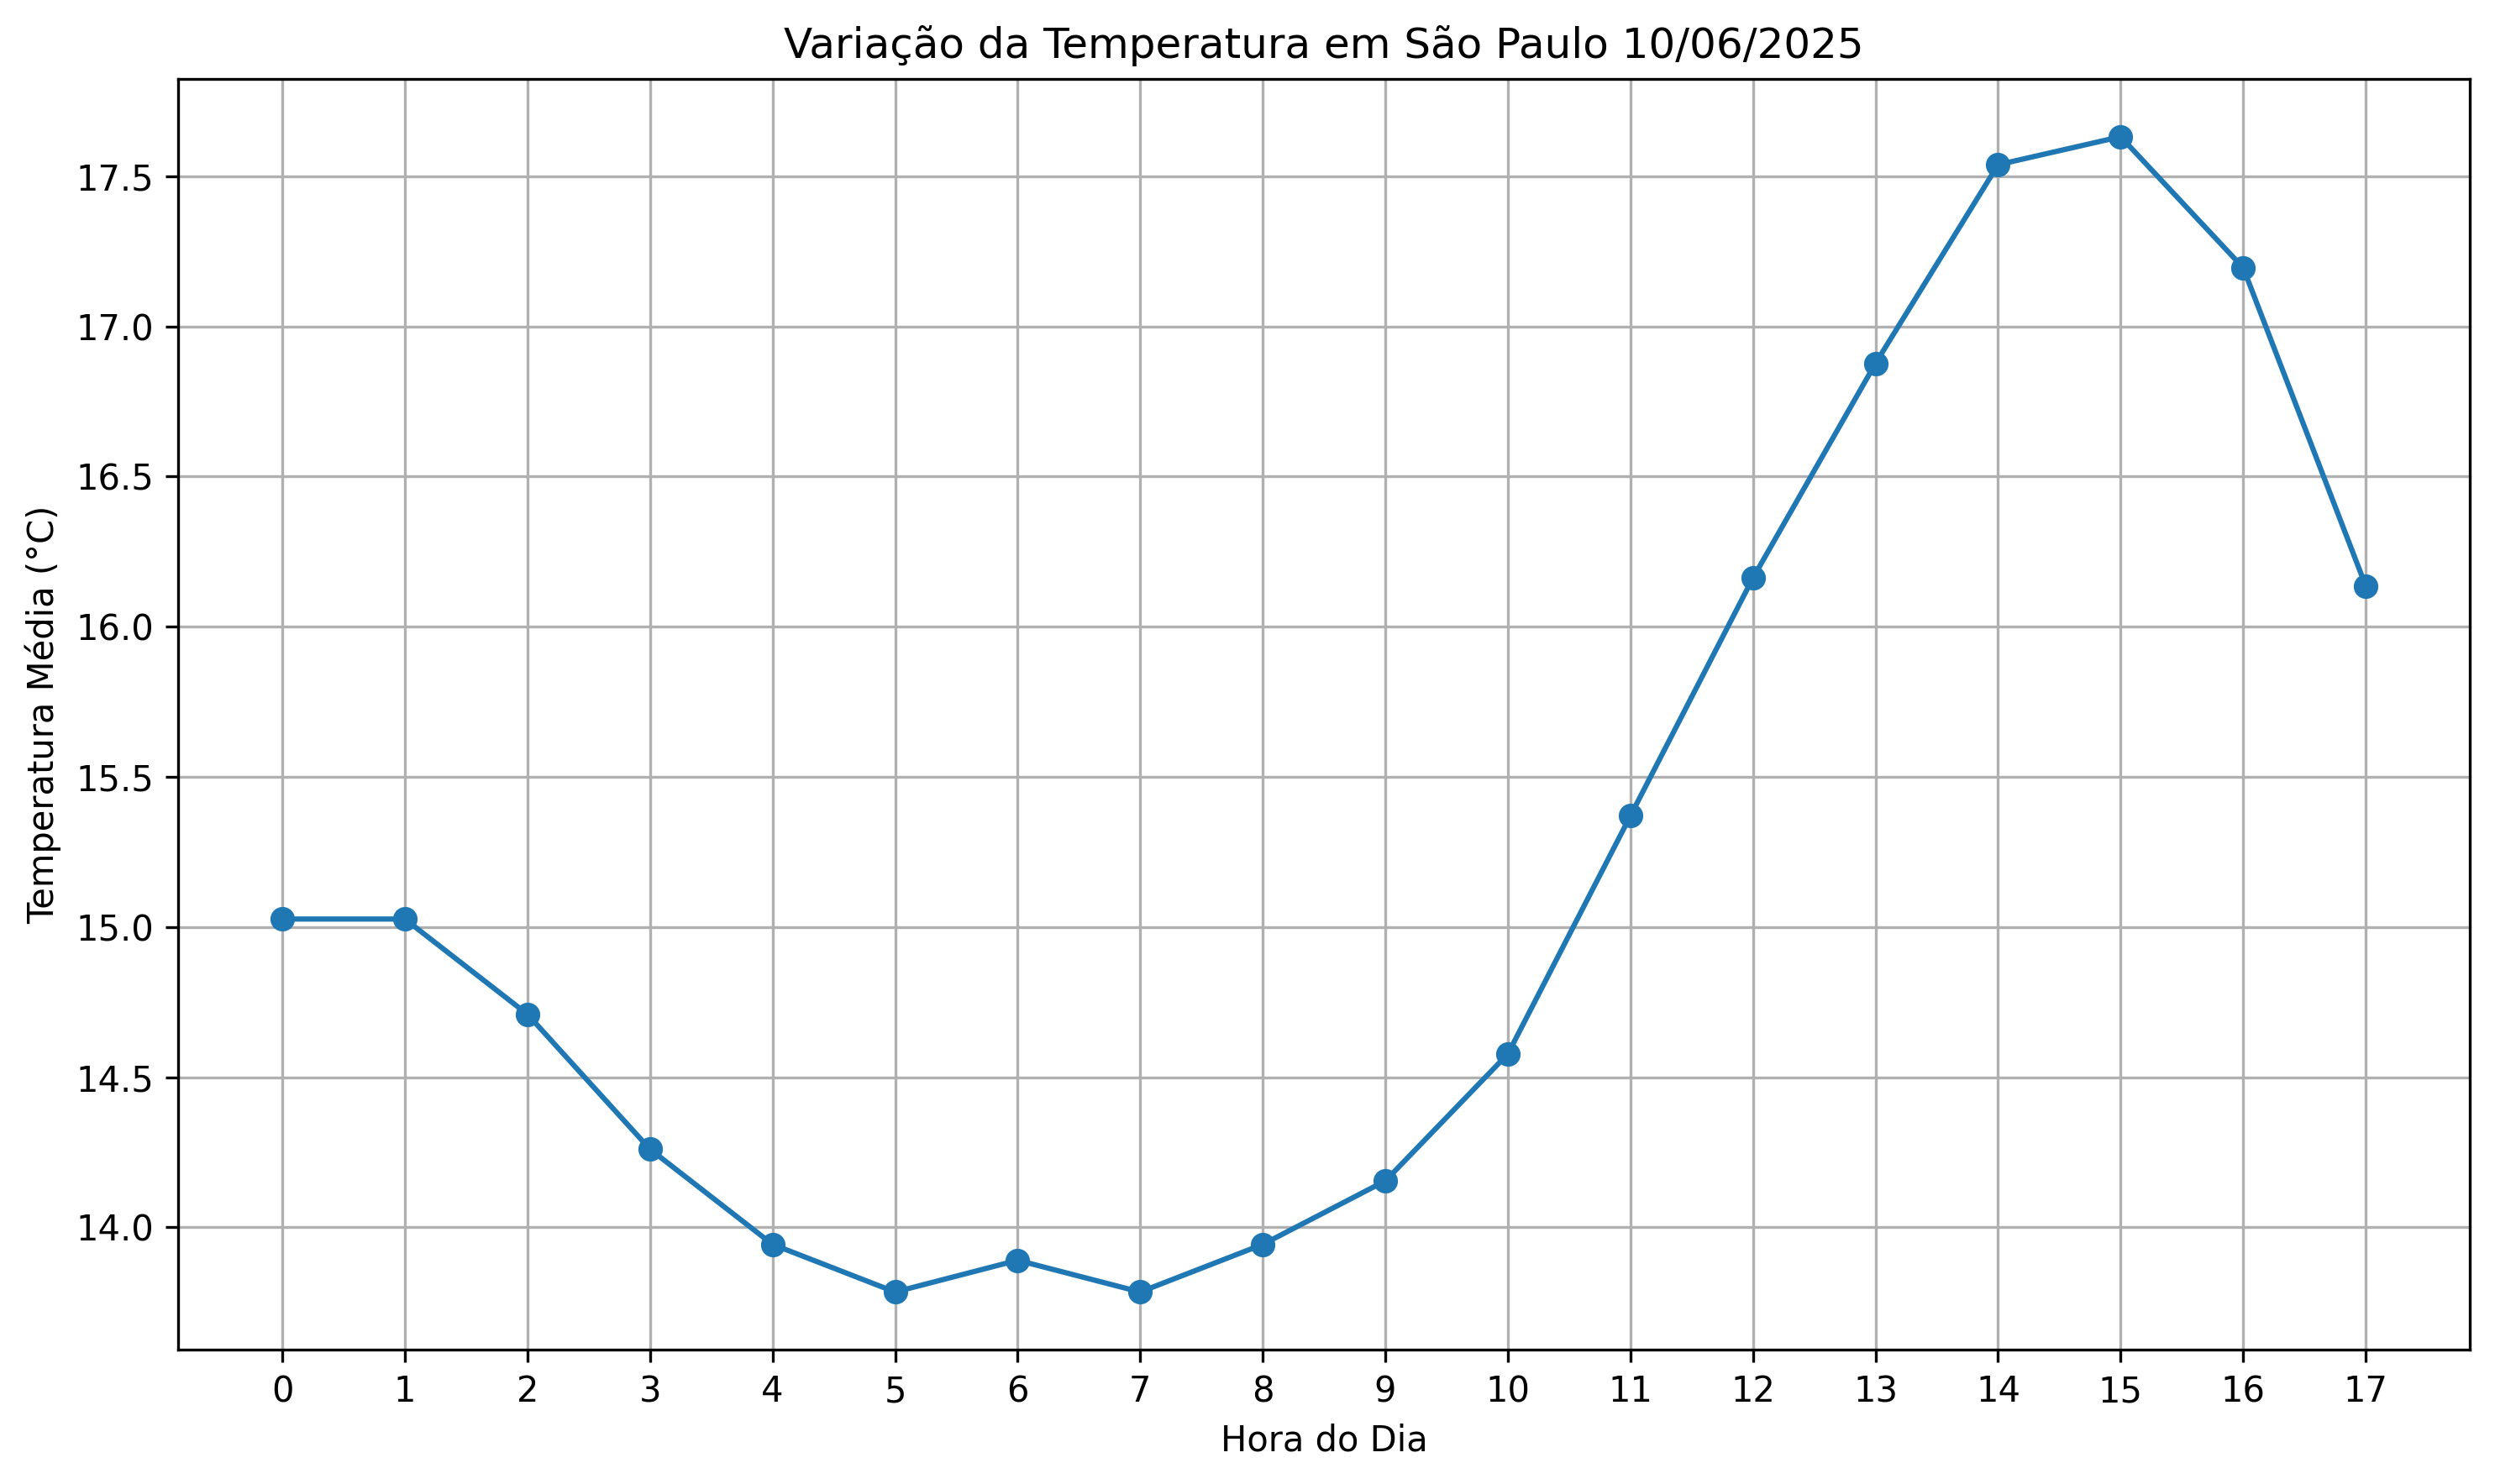 Variação da Temperatura em São Paulo 10/06/2025
Temperatura Média (°C)
17.5
17.0
16.5
16.0
15.5
15.0
14.5
14.0
0 1 2 3 4 5 6 7 8 9 10 11 12 13 14 15 16 17
Hora do Dia